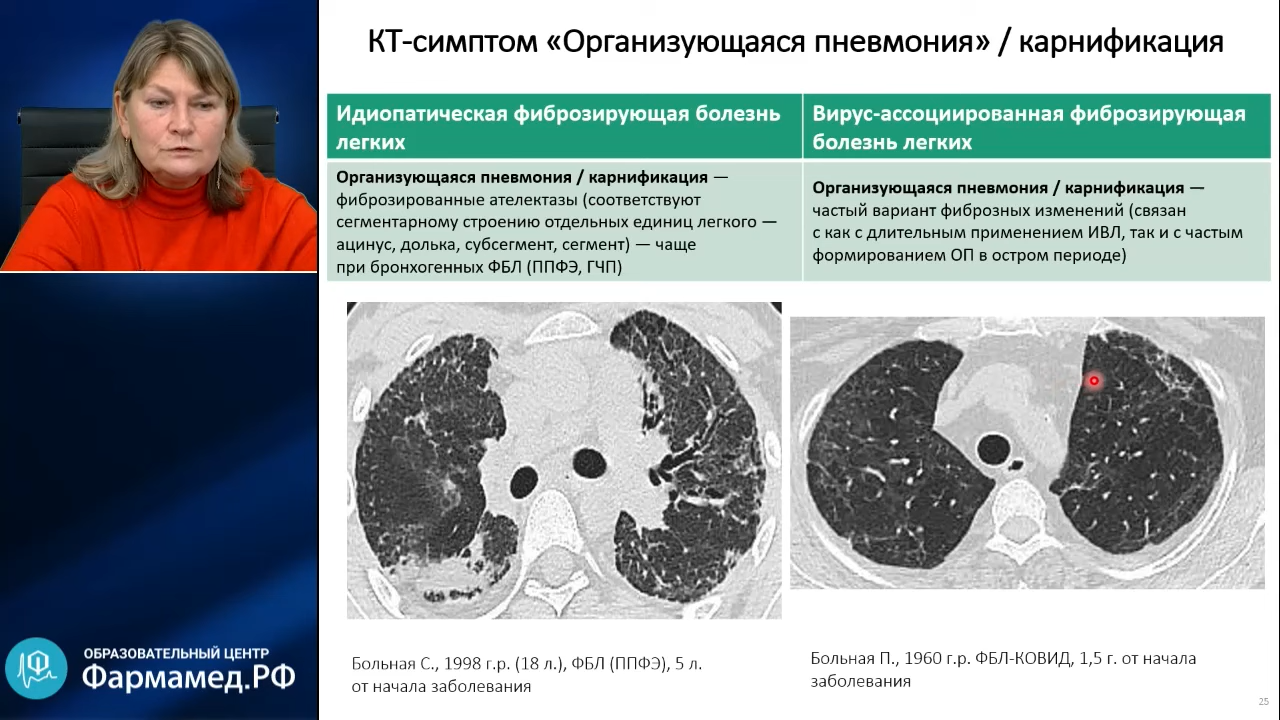 КТ-симптом «Организующаяся пневмония» / карнификация
Идиопатическая фиброзирующая болезнь
легких
Вирус-ассоциированная фиброзирующая
болезнь легких
Организующаяся пневмония / карнификация —
фиброзированные ателектазы (соответствуют
сегментарному строению отдельных единиц легкого —
ацинус, долька, субсегмент, сегмент) — чаще
при бронхогенных ФБЛ (ППФЭ, ГЧП)
Организующаяся пневмония / карнификация —
частый вариант фиброзных изменений (связан
с как с длительным применением ИВЛ, так и с частым
формированием ОП в остром периоде)
Больная С., 1998 г.р. (18 л.), ФБЛ (ППФЭ), 5 л.
от начала заболевания
Больная П., 1960 г.р. ФБЛ-КОВИД, 1,5 г. от начала
заболевания
ОБРАЗОВАТЕЛЬНЫЙ ЦЕНТР
Фармамед.РФ
25